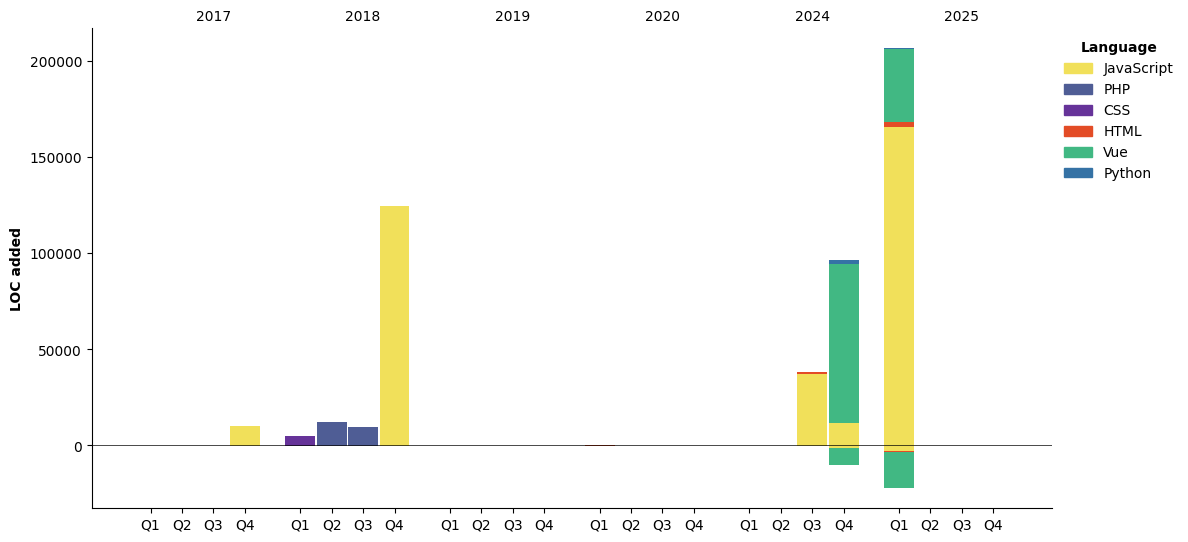 2017 2018 2019 2020 2024 2025
Language
JavaScript
PHP
CSS
HTML
Vue
Python
LOC added
200000
150000
100000
50000
0
Q1 Q2 Q3 Q4 Q1 Q2 Q3 Q4 Q1 Q2 Q3 Q4 Q1 Q2 Q3 Q4 Q1 Q2 Q3 Q4 Q1 Q2 Q3 Q4